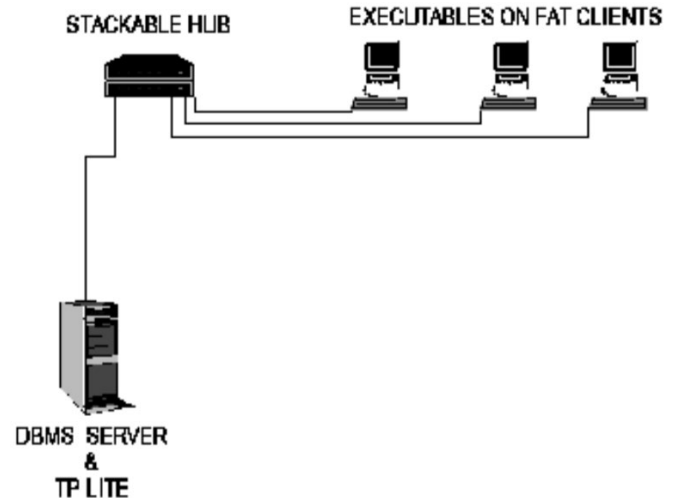 STACKABLE HUB
EXECUTABLES ON FAT CLIENTS
DBMS SERVER
&
TP LITE